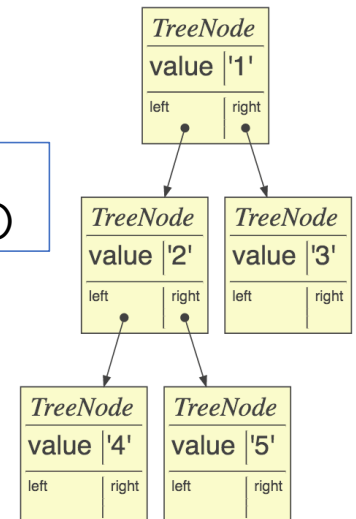 TreeNode
value '1'
left right
TreeNode TreeNode
value '2' value '3'
left right left right
TreeNode TreeNode
value '4' value '5'
left right left right